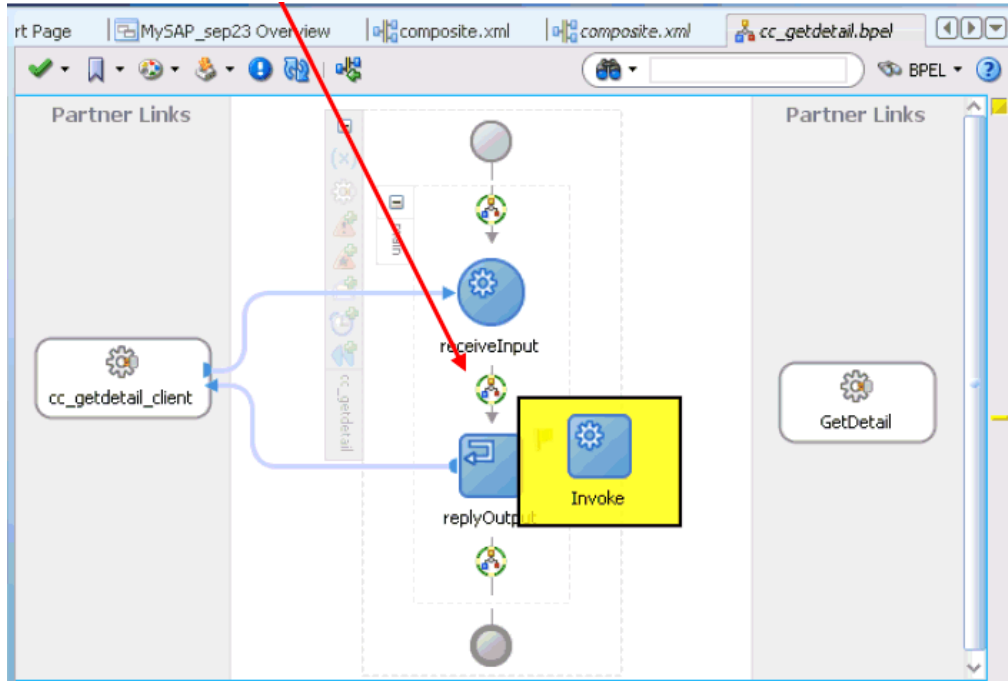 rt Page
MySAP_sep23 Overview
composite.xml
composite.xml
cc_getdetail.bpel
BPEL
Partner Links
Partner Links
(x)
main
receiveInput
cc_getdetail_client
cc_getdetail
GetDetail
Invoke
replyOutput